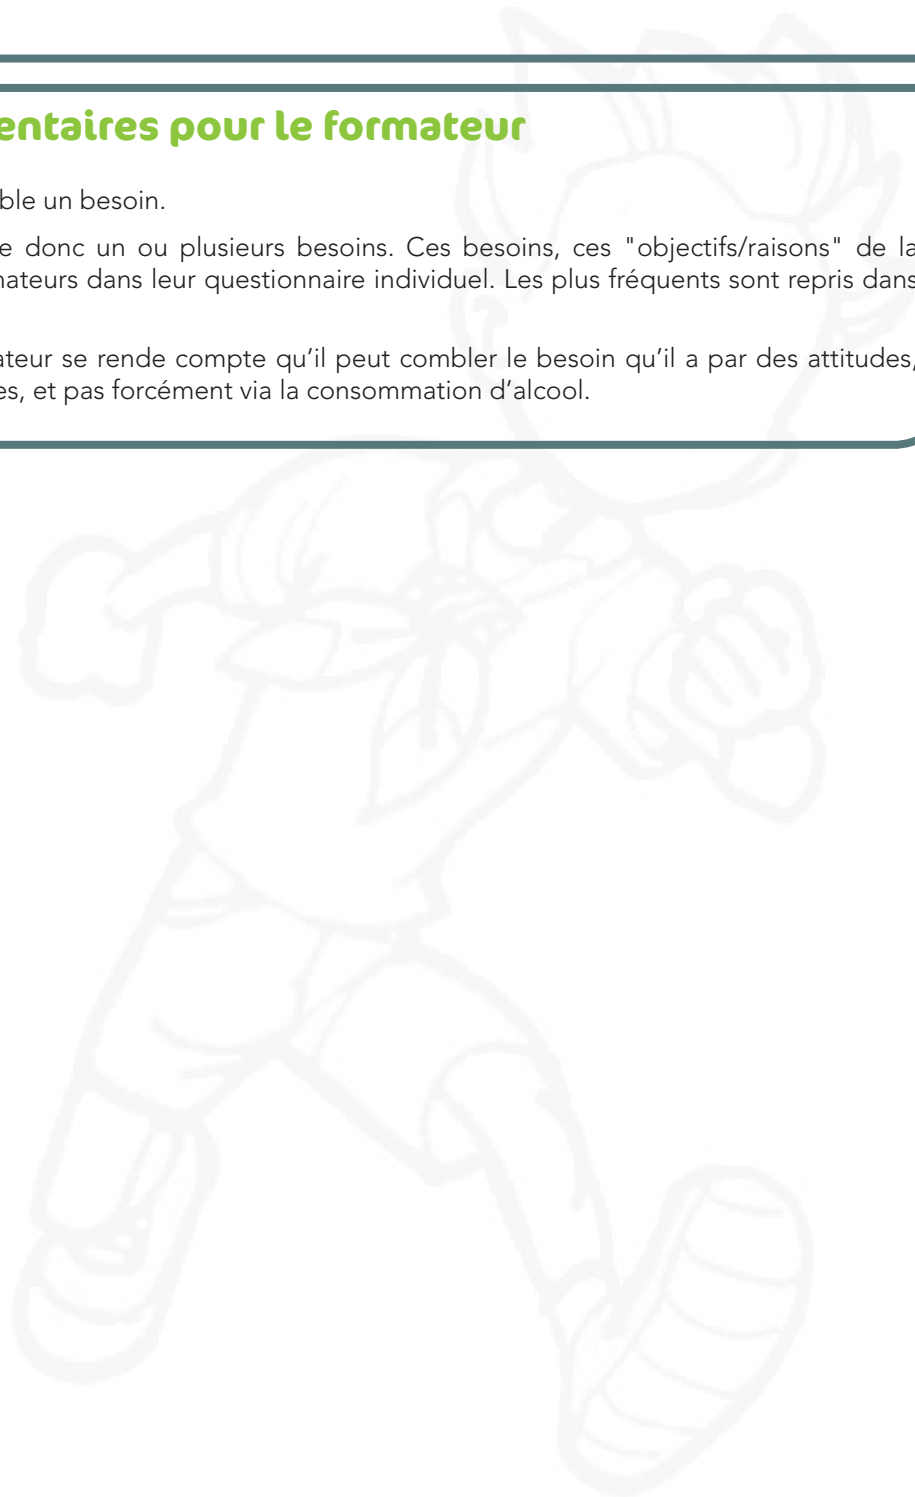 entaires pour le formateur
ble un besoin.
e donc un ou plusieurs besoins. Ces besoins, ces "objectifs/raisons" de la
nateurs dans leur questionnaire individuel. Les plus fréquents sont repris dans
ateur se rende compte qu’il peut combler le besoin qu’il a par des attitudes,
es, et pas forcément via la consommation d’alcool.